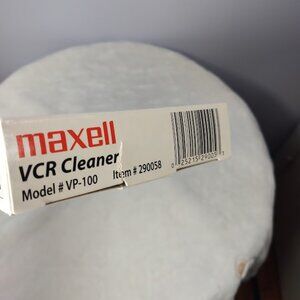 maxell
VCR Cleaner
Model # VP-100
Item # 290058